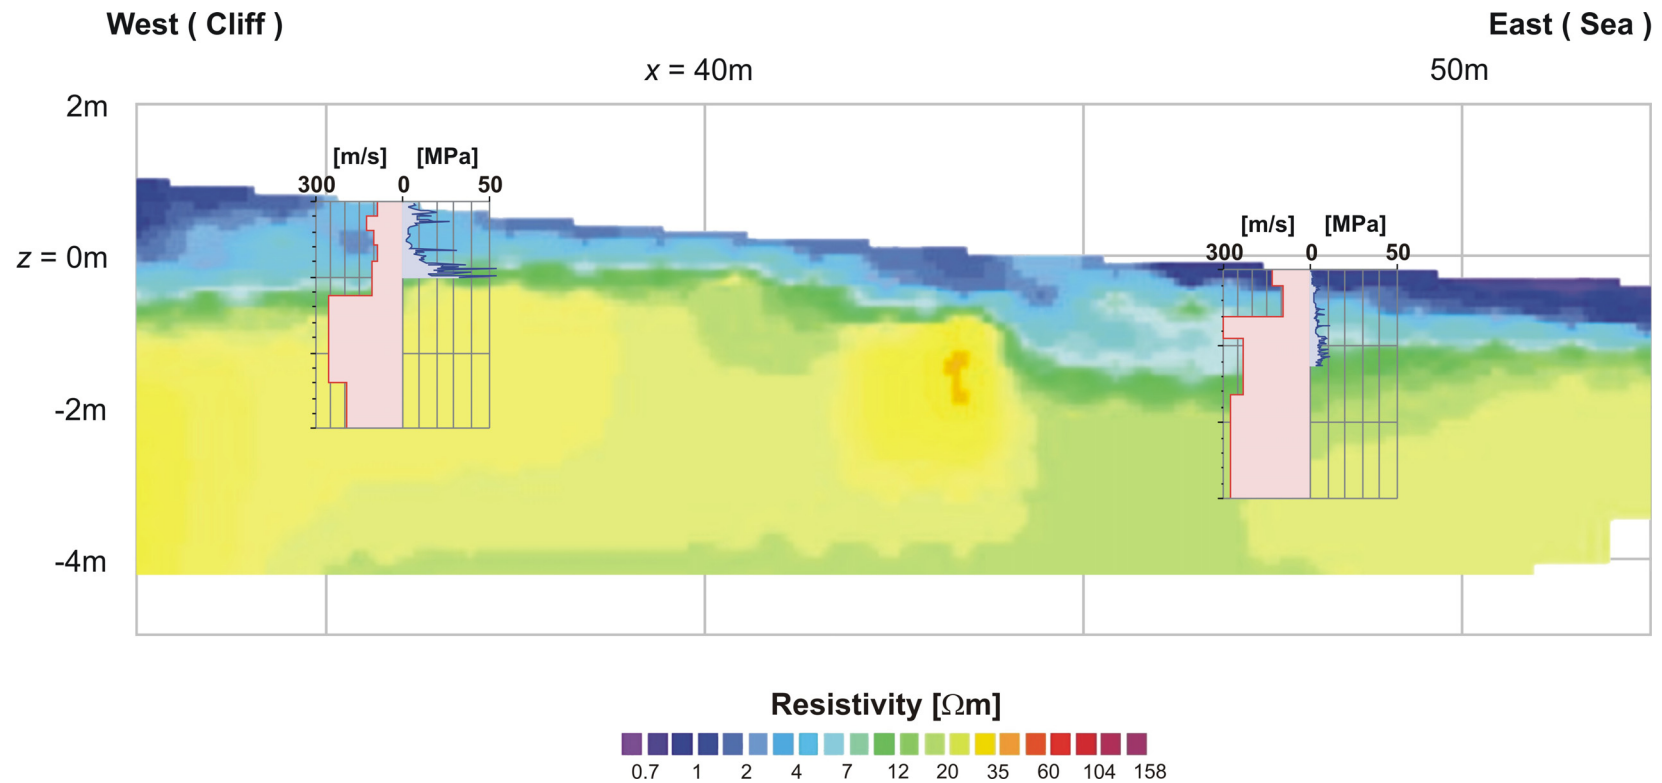 West ( Cliff )
East ( Sea )
x = 40m
50m
2m
[m/s] [MPa]
300 0 50
[m/s] [MPa]
300 0 50
z = 0m
-2m
-4m
Resistivity [Ωm]
0.7 1 2 4 7 12 20 35 60 104 158